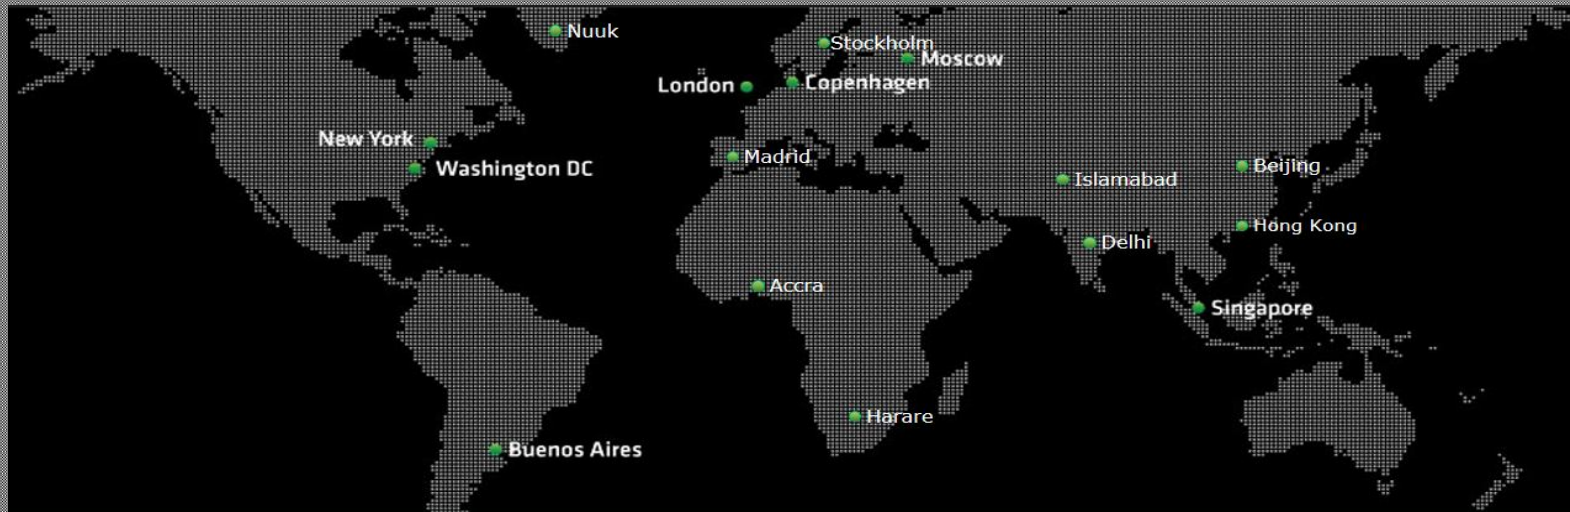 Nuuk
Stockholm
Moscow
London
Copenhagen
New York
Madrid
Washington DC
Beijing
Islamabad
Hong Kong
Delhi
Accra
Singapore
Harare
Buenos Aires